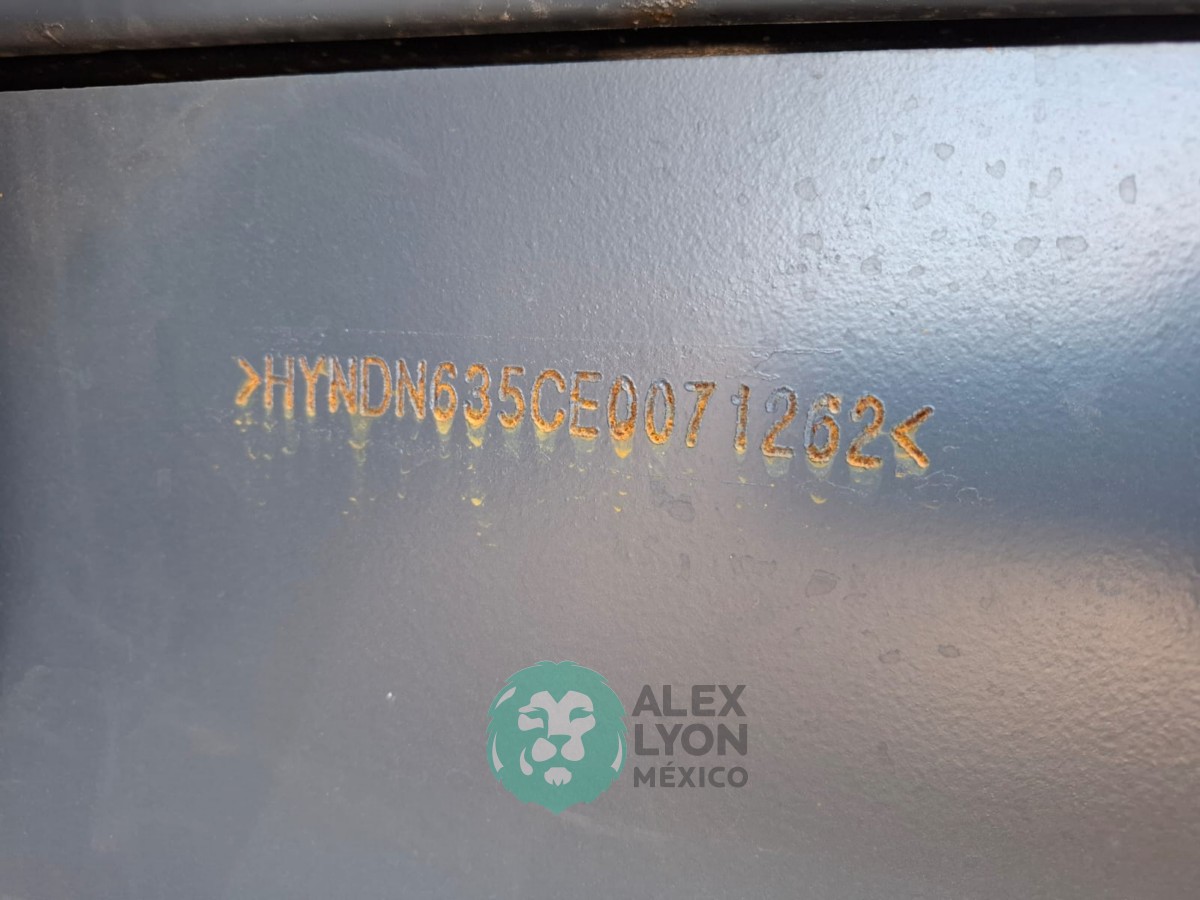 >HYNDN635CE0071262<
ALEX
LYON
MÉXICO